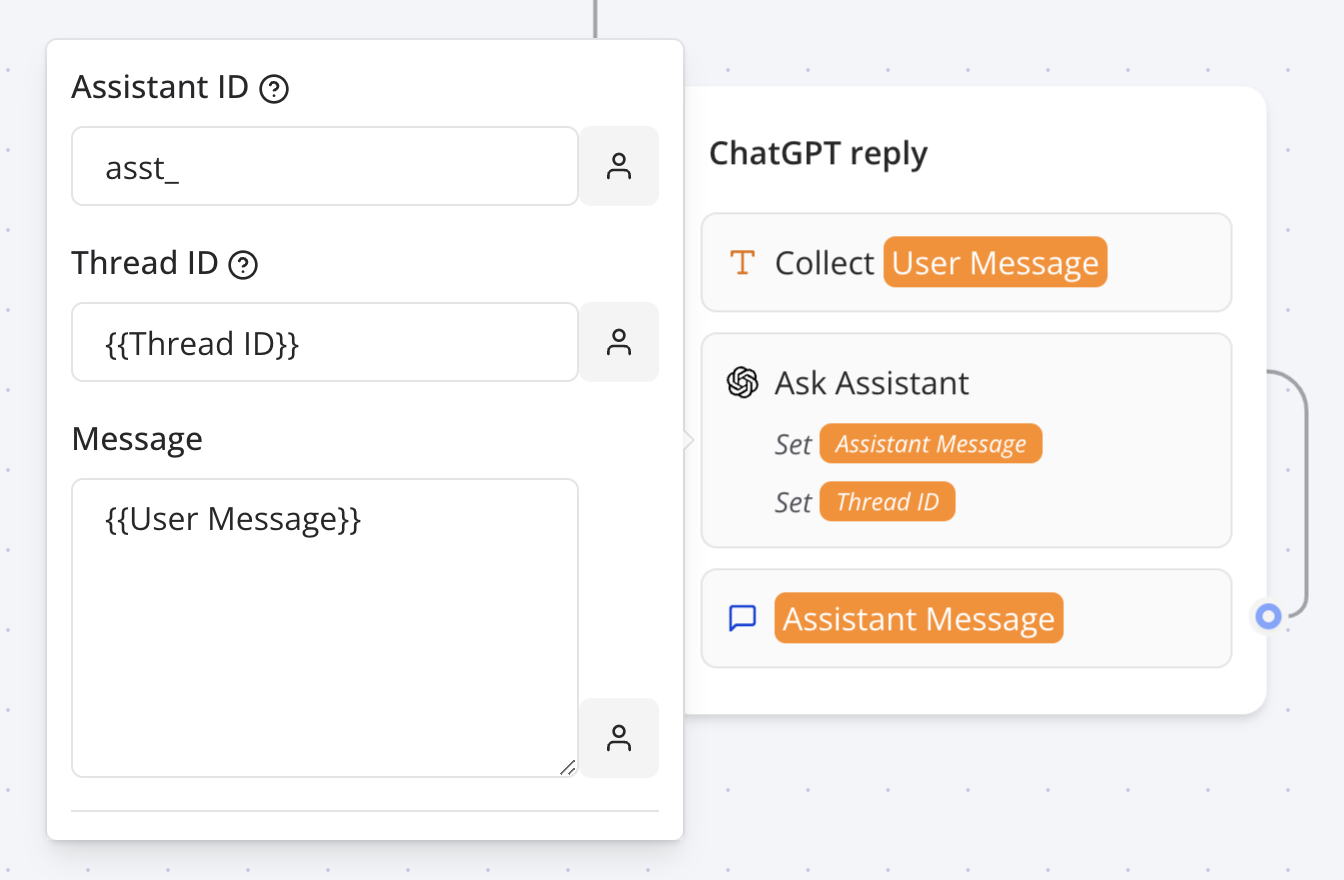 Assistant ID
asst_
Thread ID
{{Thread ID}}
Message
{{User Message}}
ChatGPT reply
Collect User Message
Ask Assistant
Set Assistant Message
Set Thread ID
Assistant Message